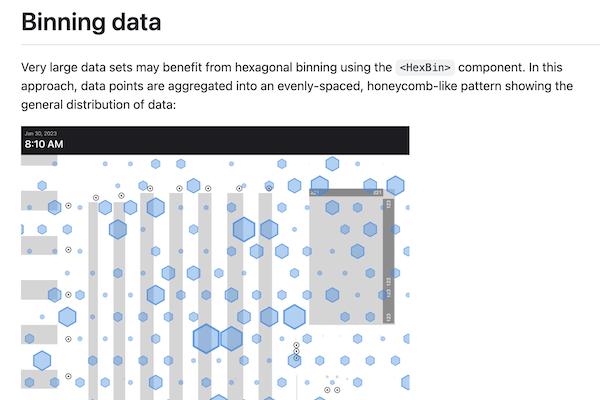 Binning data
Very large data sets may benefit from hexagonal binning using the <HexBin> component. In this
approach, data points are aggregated into an evenly-spaced, honeycomb-like pattern showing the
general distribution of data:
Jan 30, 2023
8:10 AM